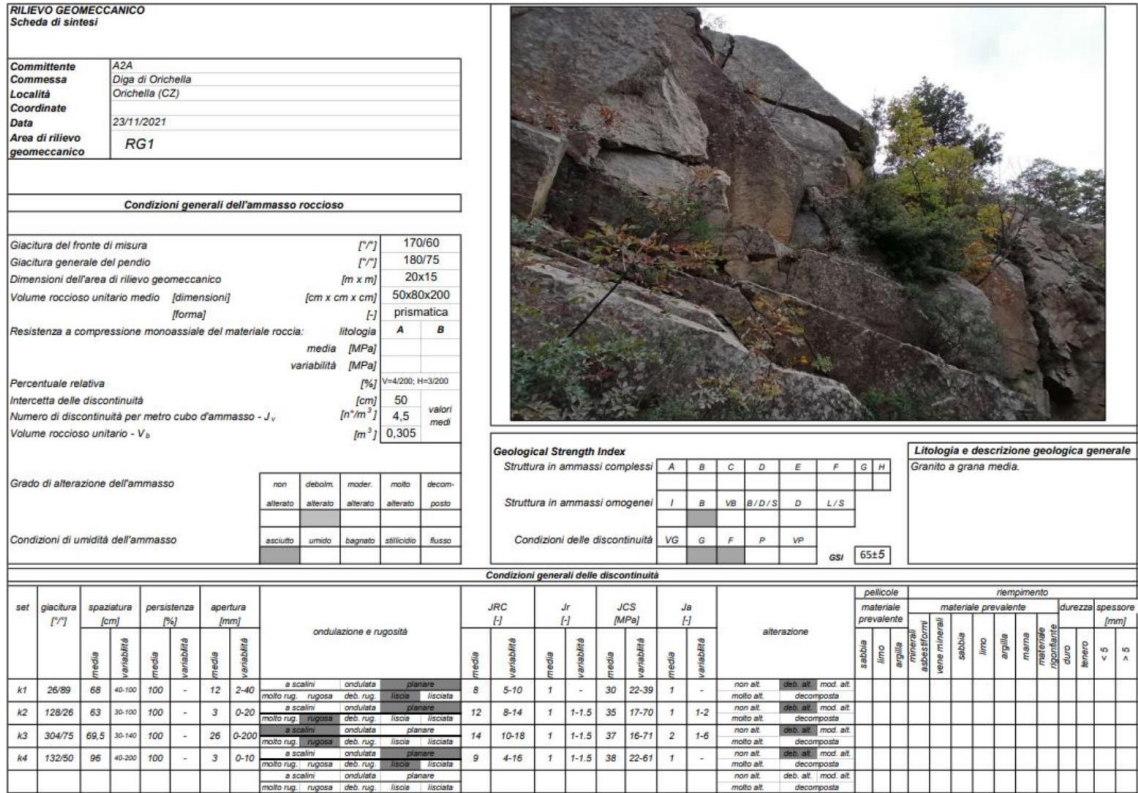 RILIEVO GEOMECCANICO
Scheda di sintesi
Committente A2A
Commessa Diga di Orichella
Località Orichella (CZ)
Coordinate
Data 23/11/2021
Area di rilievo geomeccanico RG1
Condizioni generali dell'ammasso roccioso
Giacitura del fronte di misura [°/°] 170/60
Giacitura generale del pendio [°/°] 180/75
Dimensioni dell'area di rilievo geomeccanico [m x m] 20x15
Volume roccioso unitario medio [dimensioni] [cm x cm x cm] 50x80x200
[forma] [-] prismatica
Resistenza a compressione monoassiale del materiale roccia: litologia A B
media [MPa]
variabilità [MPa]
Percentuale relativa [%] V=4/200; H=3/200
Intercetta delle discontinuità [cm] 50
Numero di discontinuità per metro cubo d'ammasso - Jv [n°/m³] 4,5 valori medi
Volume roccioso unitario - Vb [m³] 0,305
Grado di alterazione dell'ammasso
non alterato debolm. alterato moder. alterato molto alterato decom-posto
Condizioni di umidità dell'ammasso
asciutto umido bagnato stillicidio flusso
Geological Strength Index
Struttura in ammassi complessi A B C D E F G H
Struttura in ammassi omogenei I B VB B/D/S D L/S
Condizioni delle discontinuità VG G F P VP
GSI 65±5
Litologia e descrizione geologica generale
Granito a grana media.
Condizioni generali delle discontinuità
set giacitura [°/°] spaziatura [cm] persistenza [%] apertura [mm] ondulazione e rugosità JRC [-] Jr [-] JCS [MPa] Ja [-] alterazione pellicole riempimento
materiale prevalente materiale prevalente durezza spessore [mm]
media variabilità media variabilità media variabilità media variabilità media variabilità media variabilità media variabilità
sabbia limo argilla minerali asbestiformi vene minerali sabbia limo argilla marna materiale rigonfiante duro tenero < 5 > 5
k1 26/89 68 40-100 100 - 12 2-40 a scalini ondulata planare 8 5-10 1 - 30 22-39 1 - non alt. deb. alt. mod. alt.
molto rug. rugosa deb. rug. liscia lisciata molto alt. decomposta
k2 128/26 63 30-100 100 - 3 0-20 a scalini ondulata planare 12 8-14 1 1-1.5 35 17-70 1 1-2 non alt. deb. alt. mod. alt.
molto rug. rugosa deb. rug. liscia lisciata molto alt. decomposta
k3 304/75 69,5 30-140 100 - 26 0-200 a scalini ondulata planare 14 10-18 1 1-1.5 37 16-71 2 1-6 non alt. deb. alt. mod. alt.
molto rug. rugosa deb. rug. liscia lisciata molto alt. decomposta
k4 132/50 96 40-200 100 - 3 0-10 a scalini ondulata planare 9 4-16 1 1-1.5 38 22-61 1 - non alt. deb. alt. mod. alt.
molto rug. rugosa deb. rug. liscia lisciata molto alt. decomposta
a scalini ondulata planare non alt. deb. alt. mod. alt.
molto rug. rugosa deb. rug. liscia lisciata molto alt. decomposta